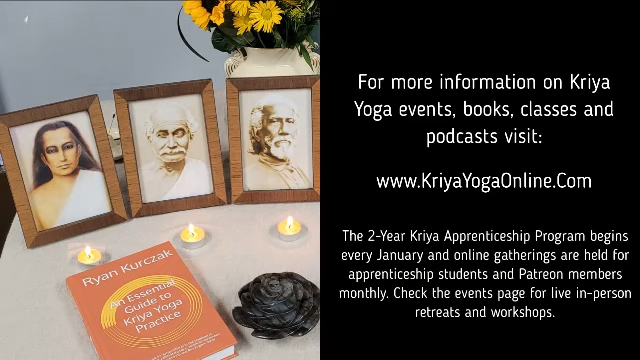 Ryan Kurczak
An Essential
Guide to
Kriya Yoga
Practice
For more information on Kriya
Yoga events, books, classes and
podcasts visit:
www.KriyaYogaOnline.Com
The 2-Year Kriya Apprenticeship Program begins
every January and online gatherings are held for
apprenticeship students and Patreon members
monthly. Check the events page for live in-person
retreats and workshops.